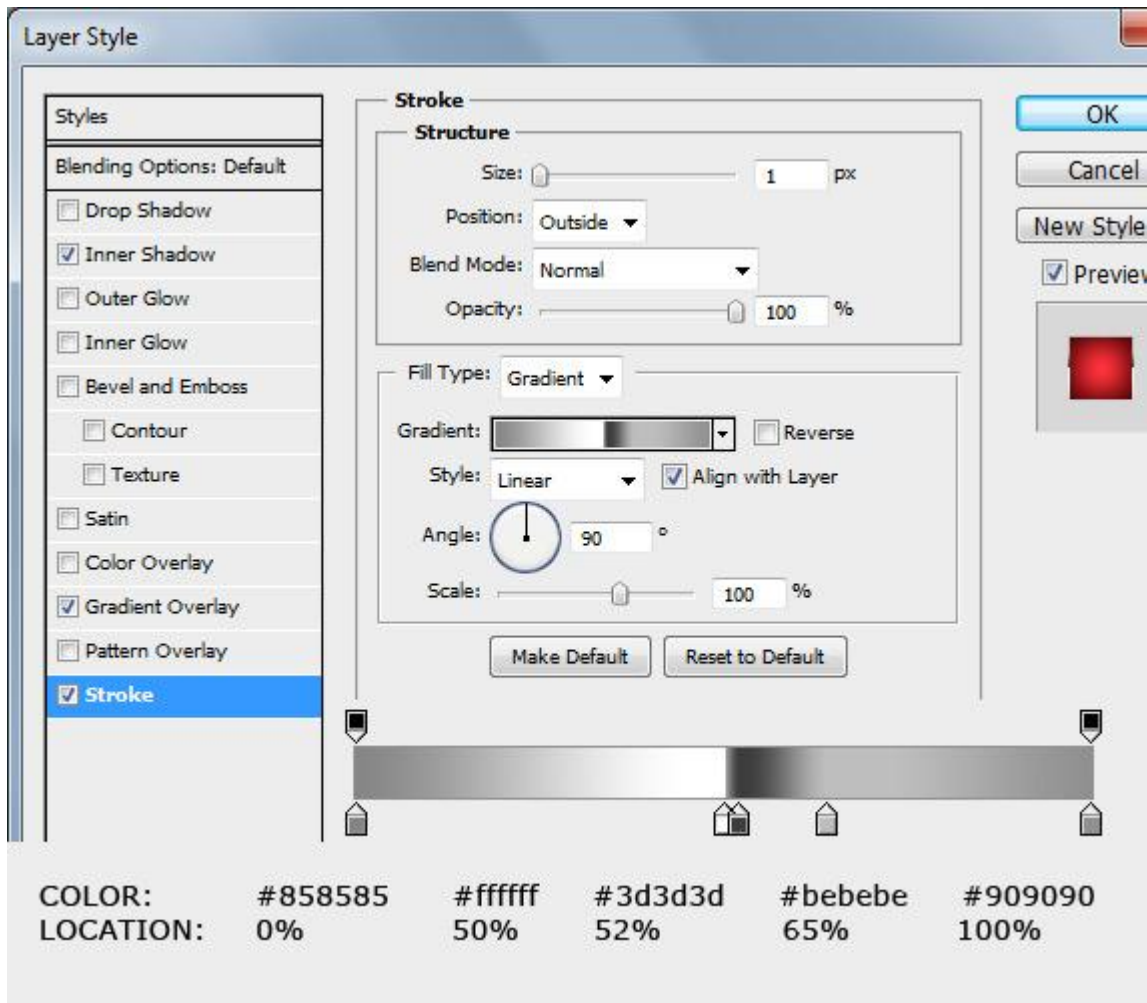 Layer Style
Styles
Blending Options: Default
Drop Shadow
Inner Shadow
Outer Glow
Inner Glow
Bevel and Emboss
Contour
Texture
Satin
Color Overlay
Gradient Overlay
Pattern Overlay
Stroke
Stroke
Structure
Size: 1 px
Position: Outside
Blend Mode: Normal
Opacity: 100 %
Fill Type: Gradient
Gradient: Reverse
Style: Linear Align with Layer
Angle: 90 °
Scale: 100 %
Make Default Reset to Default
OK
Cancel
New Style
Preview
COLOR: #858585 #ffffff #3d3d3d #bebebe #909090
LOCATION: 0% 50% 52% 65% 100%